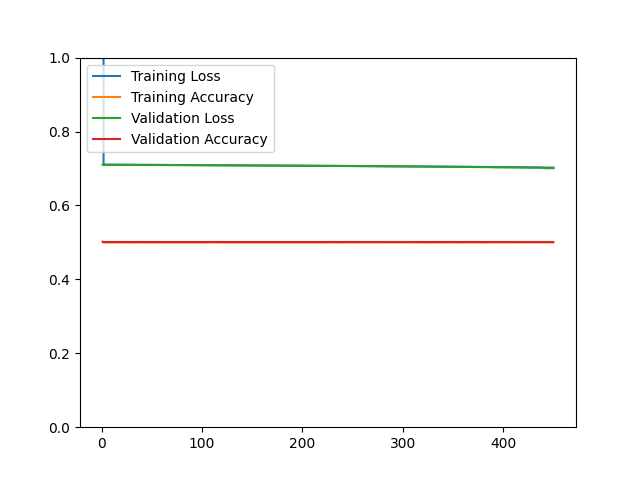 1.0
Training Loss
Training Accuracy
Validation Loss
Validation Accuracy
0.8
0.6
0.4
0.2
0.0
0 100 200 300 400